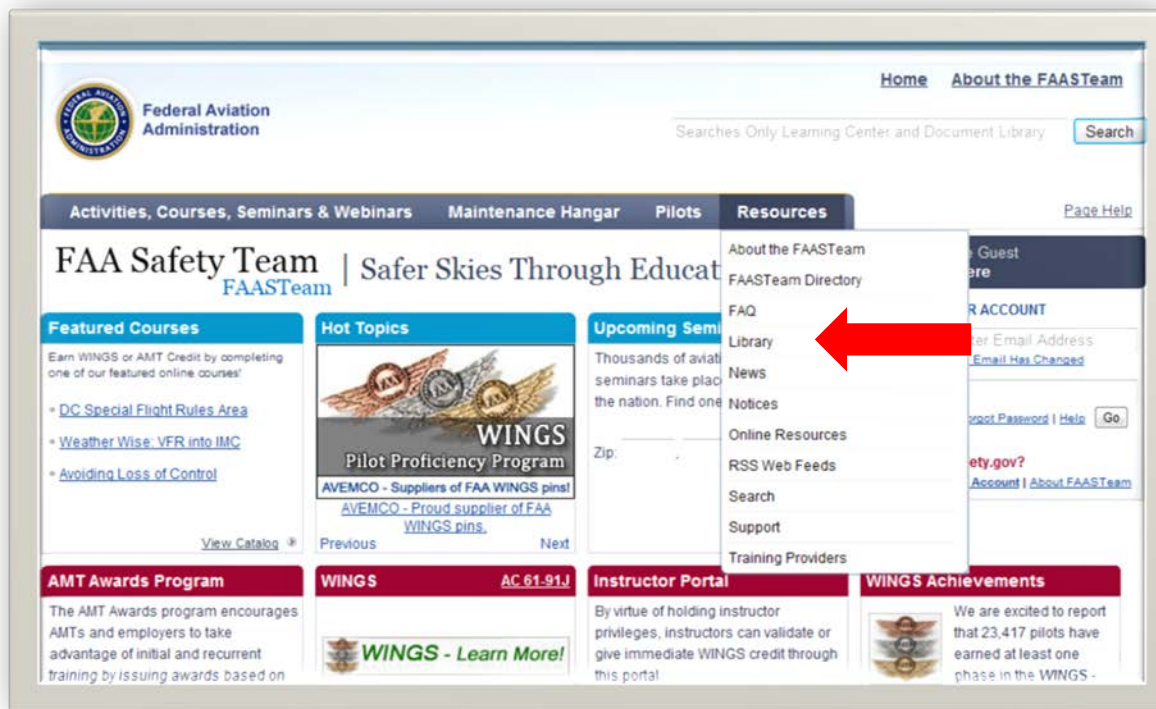 Home About the FAASTeam
Federal Aviation
Administration
Searches Only Learning Center and Document Library Search
Activities, Courses, Seminars & Webinars Maintenance Hangar Pilots Resources Page Help
FAA Safety Team | Safer Skies Through Educat
FAASTeam
About the FAASTeam
FAASTeam Directory
FAQ
Library
News
Notices
Online Resources
RSS Web Feeds
Search
Support
Training Providers
Guest
ere
R ACCOUNT
ter Email Address
Email Has Changed
orgot Password | Help Go
ety.gov?
Account | About FAASTeam
Featured Courses
Earn WINGS or AMT Credit by completing
one of our featured online courses!
DC Special Flight Rules Area
Weather Wise: VFR into IMC
Avoiding Loss of Control
View Catalog
Hot Topics
WINGS
Pilot Proficiency Program
AVEMCO - Suppliers of FAA WINGS pins!
AVEMCO - Proud supplier of FAA
WINGS pins.
Previous Next
Upcoming Semi
Thousands of aviati
seminars take plac
the nation. Find one
Zip:
AMT Awards Program
The AMT Awards program encourages
AMTs and employers to take
advantage of initial and recurrent
training by issuing awards based on
WINGS AC 61-91J
WINGS - Learn More!
Instructor Portal
By virtue of holding instructor
privileges, instructors can validate or
give immediate WINGS credit through
this portal
WINGS Achievements
We are excited to report
that 23,417 pilots have
earned at least one
phase in the WINGS -